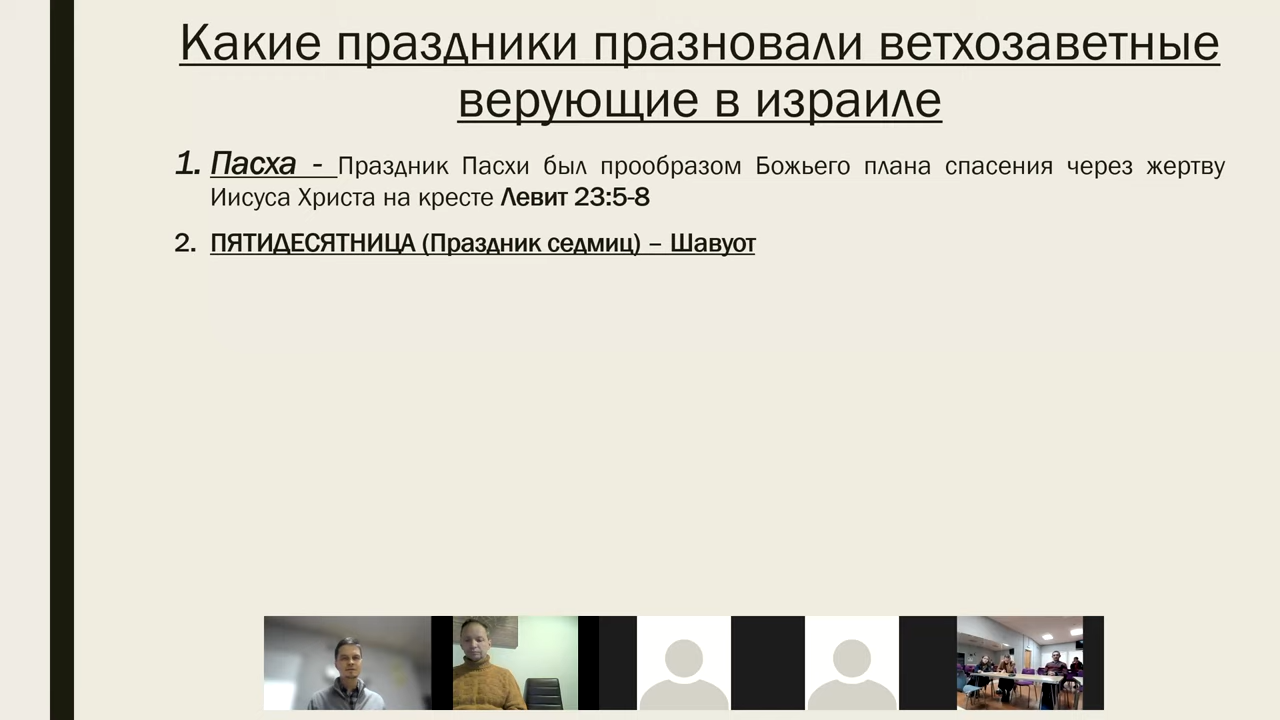 Какие праздники празновали ветхозаветные
верующие в израиле
1. Пасха - Праздник Пасхи был прообразом Божьего плана спасения через жертву
Иисуса Христа на кресте Левит 23:5-8
2. ПЯТИДЕСЯТНИЦА (Праздник седмиц) – Шавуот